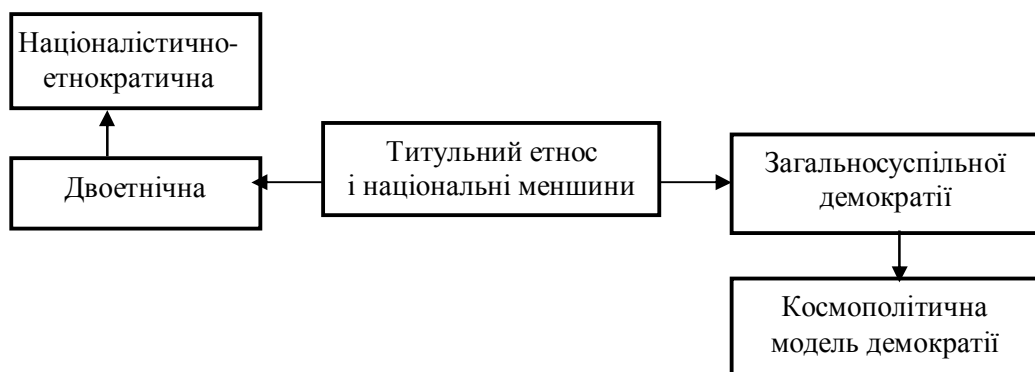 Націоналістично-
етнократична
Двоетнічна
Титульний етнос
і національні меншини
Загальносуспільної
демократії
Космополітична
модель демократії